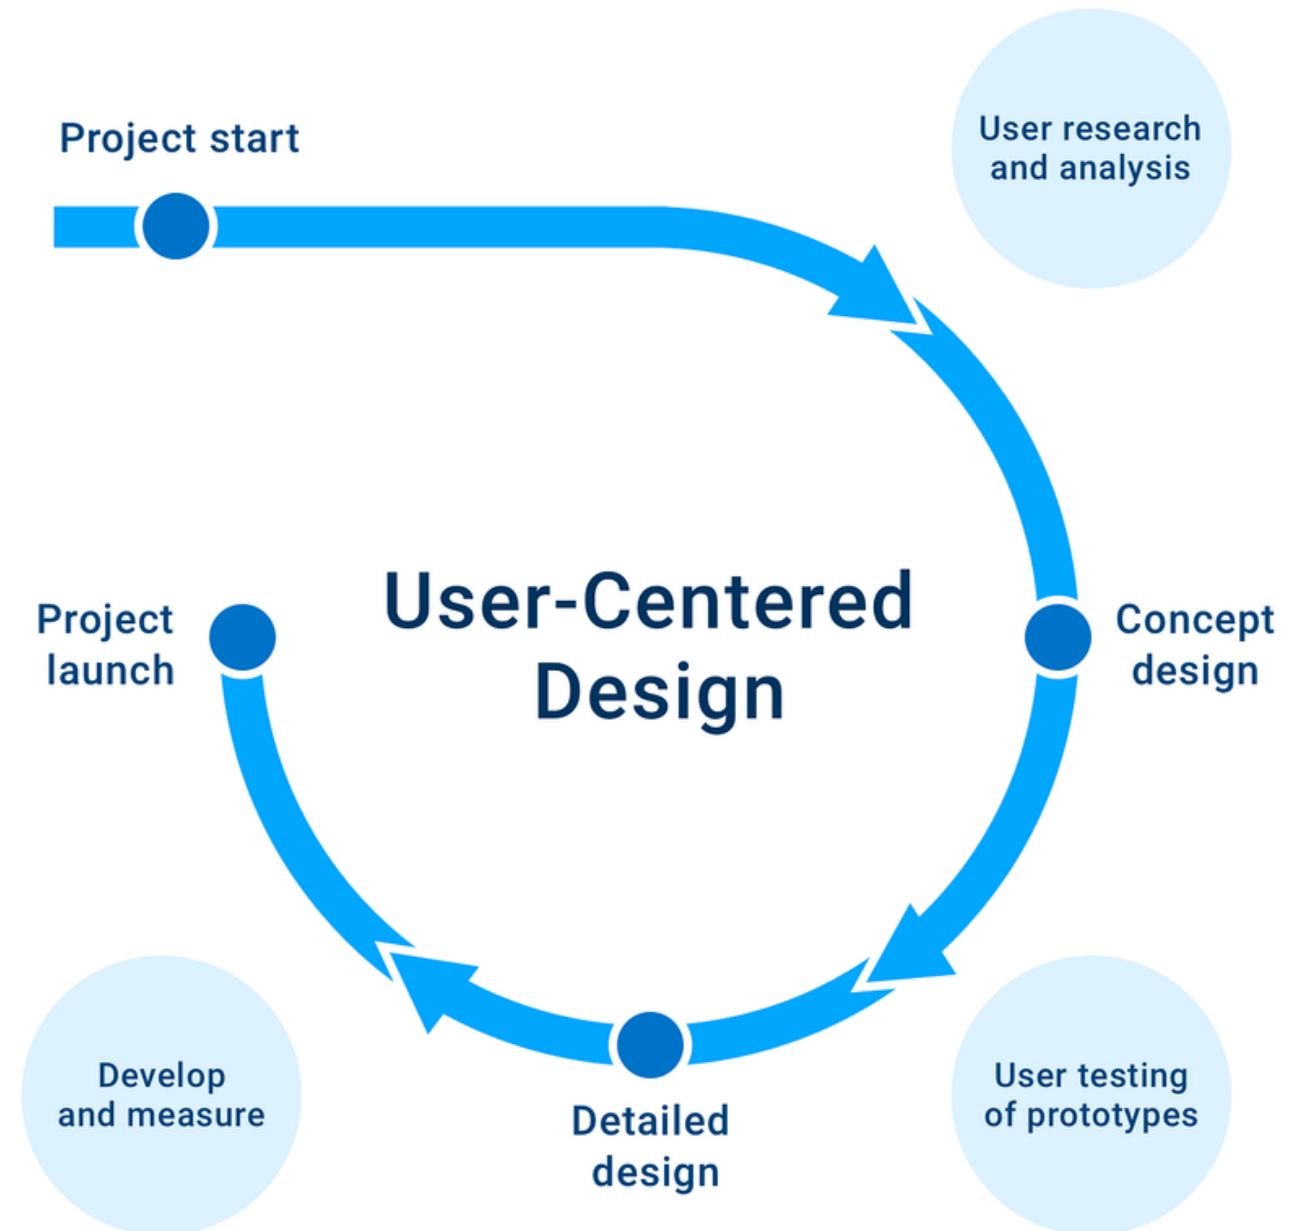 Project start
User research
and analysis
User-Centered
Design
Concept
design
User testing
of prototypes
Detailed
design
Develop
and measure
Project
launch